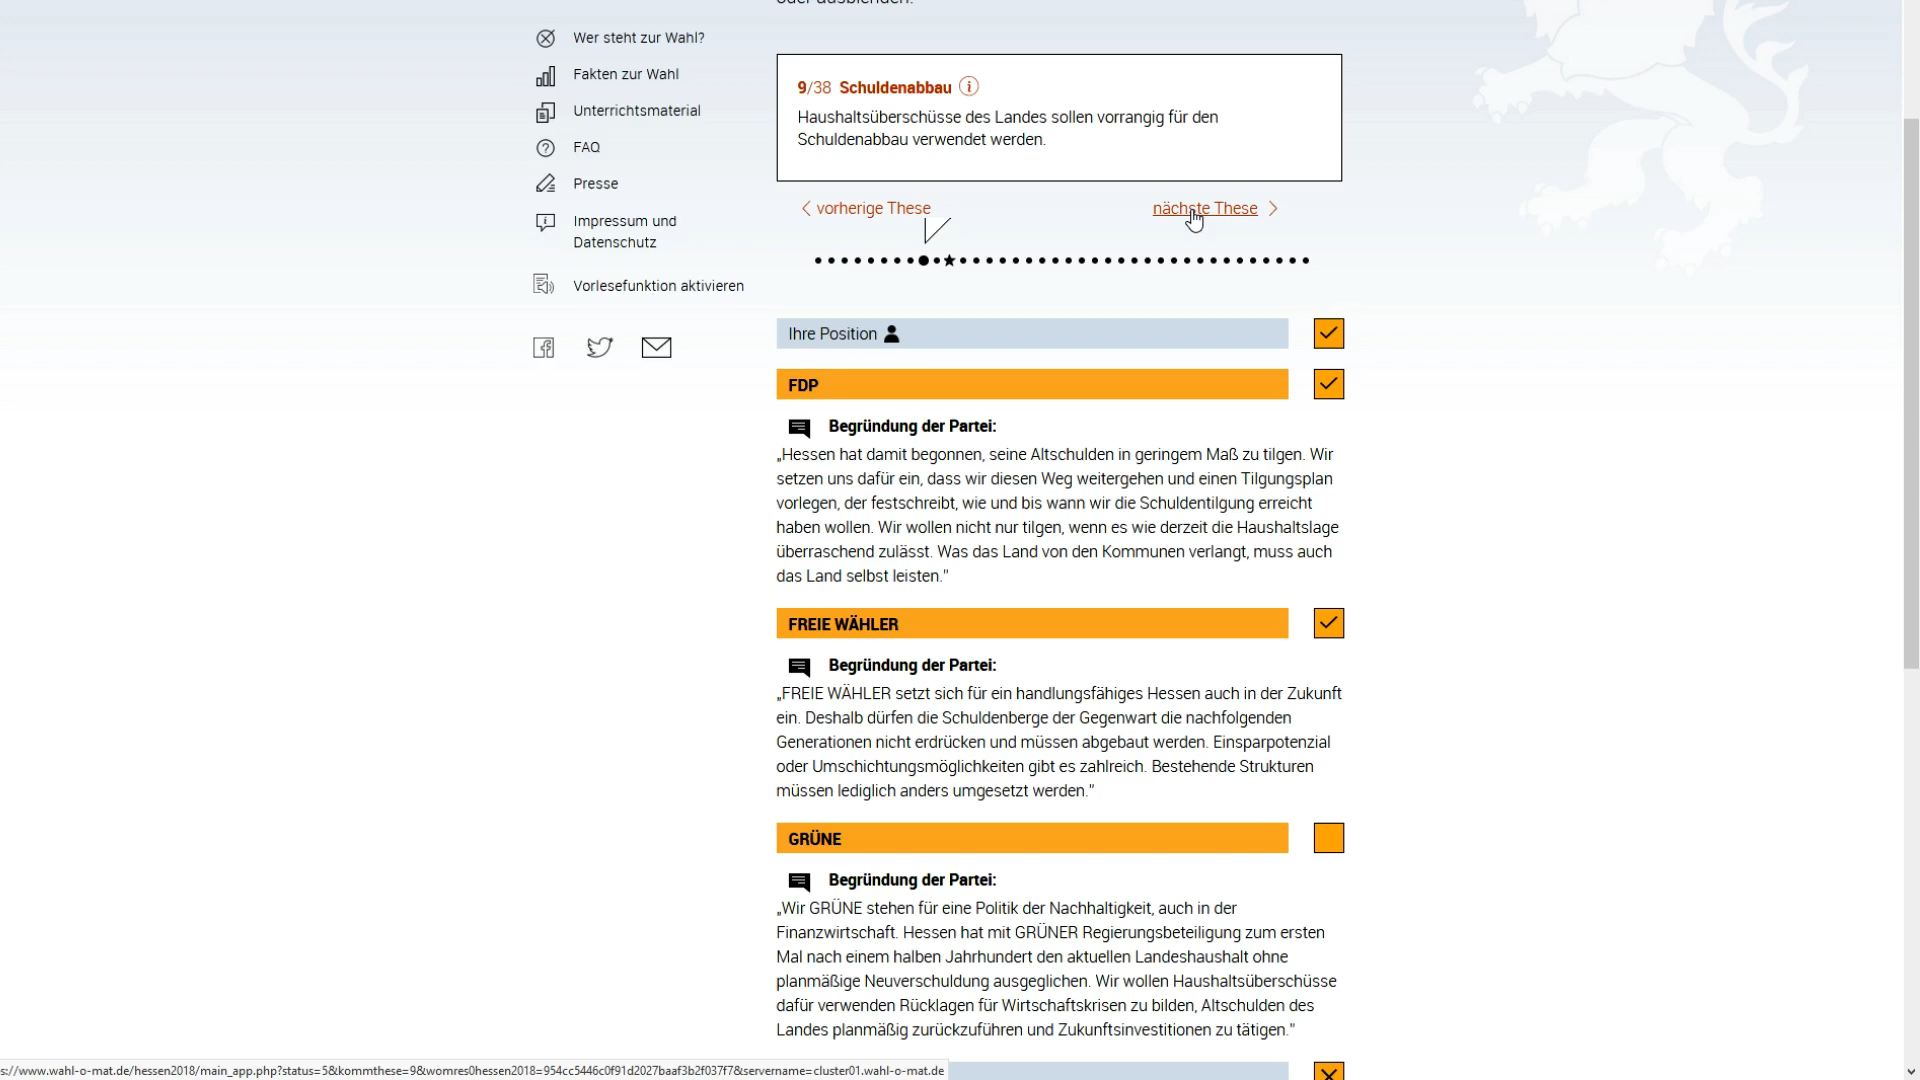 oder ausblenden.
Wer steht zur Wahl?
Fakten zur Wahl
Unterrichtsmaterial
FAQ
Presse
Impressum und
Datenschutz
Vorlesefunktion aktivieren
9/38 Schuldenabbau
Haushaltsüberschüsse des Landes sollen vorrangig für den
Schuldenabbau verwendet werden.
vorherige These
nächste These
Ihre Position
FDP
Begründung der Partei:
„Hessen hat damit begonnen, seine Altschulden in geringem Maß zu tilgen. Wir
setzen uns dafür ein, dass wir diesen Weg weitergehen und einen Tilgungsplan
vorlegen, der festschreibt, wie und bis wann wir die Schuldentilgung erreicht
haben wollen. Wir wollen nicht nur tilgen, wenn es wie derzeit die Haushaltslage
überraschend zulässt. Was das Land von den Kommunen verlangt, muss auch
das Land selbst leisten."
FREIE WÄHLER
Begründung der Partei:
„FREIE WÄHLER setzt sich für ein handlungsfähiges Hessen auch in der Zukunft
ein. Deshalb dürfen die Schuldenberge der Gegenwart die nachfolgenden
Generationen nicht erdrücken und müssen abgebaut werden. Einsparpotenzial
oder Umschichtungsmöglichkeiten gibt es zahlreich. Bestehende Strukturen
müssen lediglich anders umgesetzt werden."
GRÜNE
Begründung der Partei:
„Wir GRÜNE stehen für eine Politik der Nachhaltigkeit, auch in der
Finanzwirtschaft. Hessen hat mit GRÜNER Regierungsbeteiligung zum ersten
Mal nach einem halben Jahrhundert den aktuellen Landeshaushalt ohne
planmäßige Neuverschuldung ausgeglichen. Wir wollen Haushaltsüberschüsse
dafür verwenden Rücklagen für Wirtschaftskrisen zu bilden, Altschulden des
Landes planmäßig zurückzuführen und Zukunftsinvestitionen zu tätigen."
s://www.wahl-o-mat.de/hessen2018/main_app.php?status=5&kommthese=9&womres0hessen2018=954cc5446c0f91d2027baaf3b2f037f7&servername=cluster01.wahl-o-mat.de